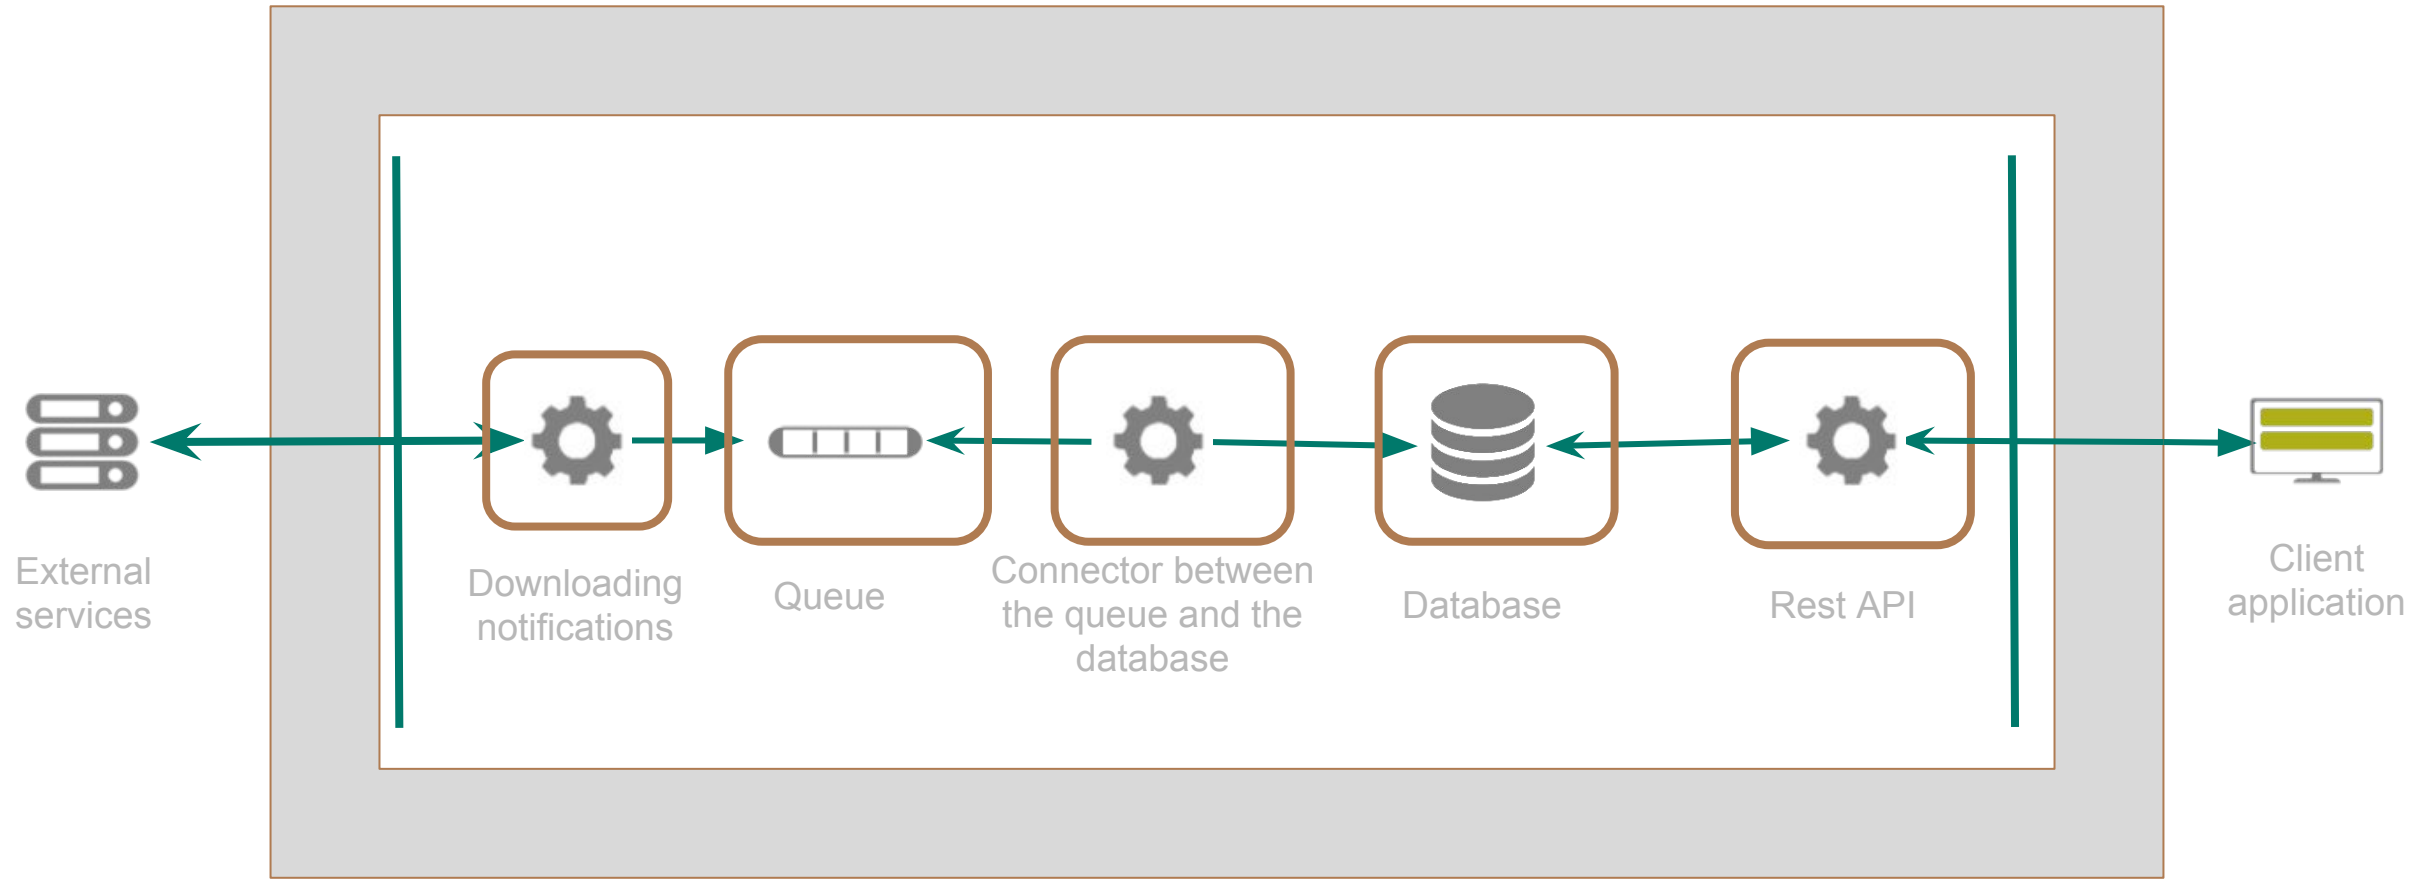 External
services
Downloading
notifications
Queue
Connector between
the queue and the
database
Database
Rest API
Client
application